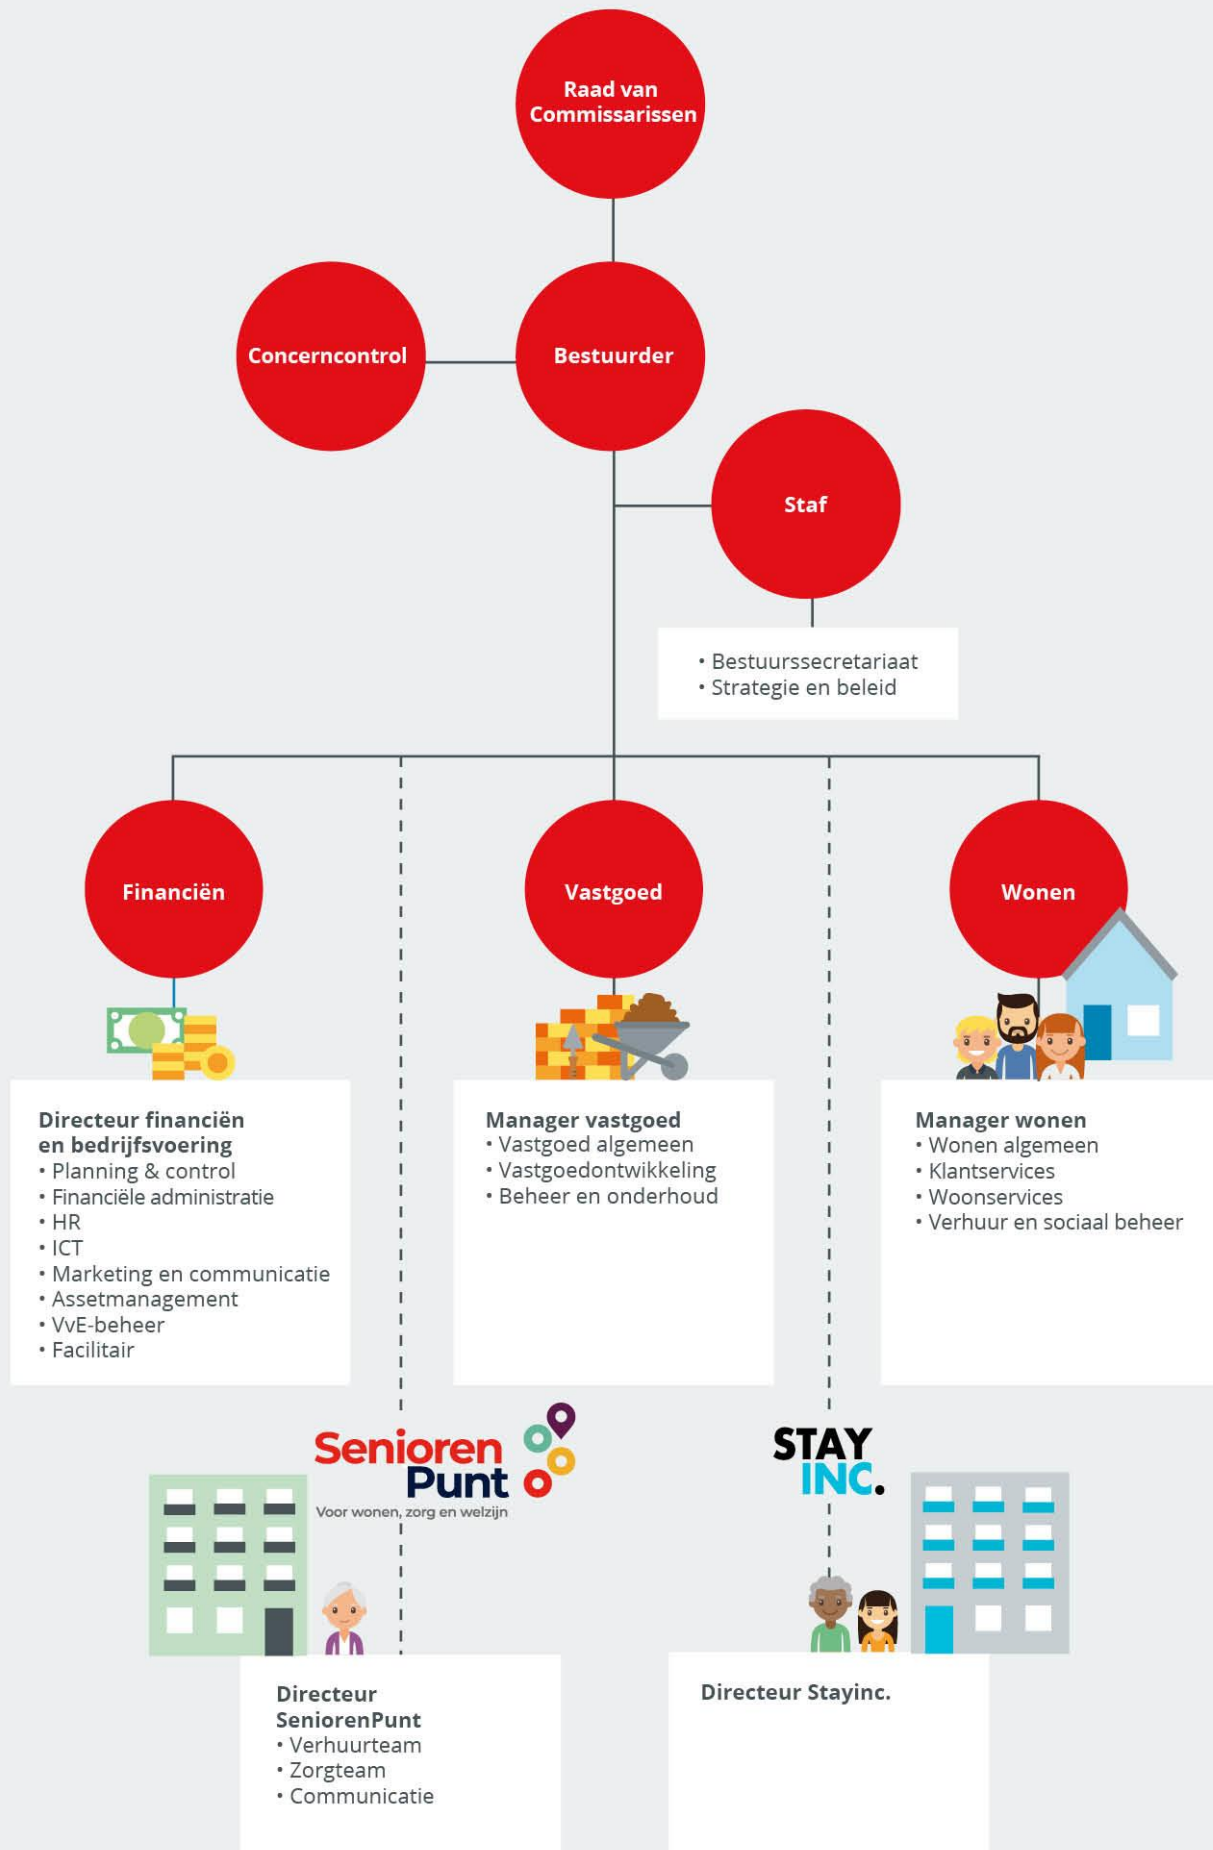 Raad van
Commissarissen
Concerncontrol
Bestuurder
Staf
• Bestuurssecretariaat
• Strategie en beleid
Financiën
Vastgoed
Wonen
Directeur financiën
en bedrijfsvoering
• Planning & control
• Financiële administratie
• HR
• ICT
• Marketing en communicatie
• Assetmanagement
• VvE-beheer
• Facilitair
Manager vastgoed
• Vastgoed algemeen
• Vastgoedontwikkeling
• Beheer en onderhoud
Manager wonen
• Wonen algemeen
• Klantservices
• Woonservices
• Verhuur en sociaal beheer
Senioren
Punt
Voor wonen, zorg en welzijn
STAY
INC.
Directeur
SeniorenPunt
• Verhuurteam
• Zorgteam
• Communicatie
Directeur Stayinc.